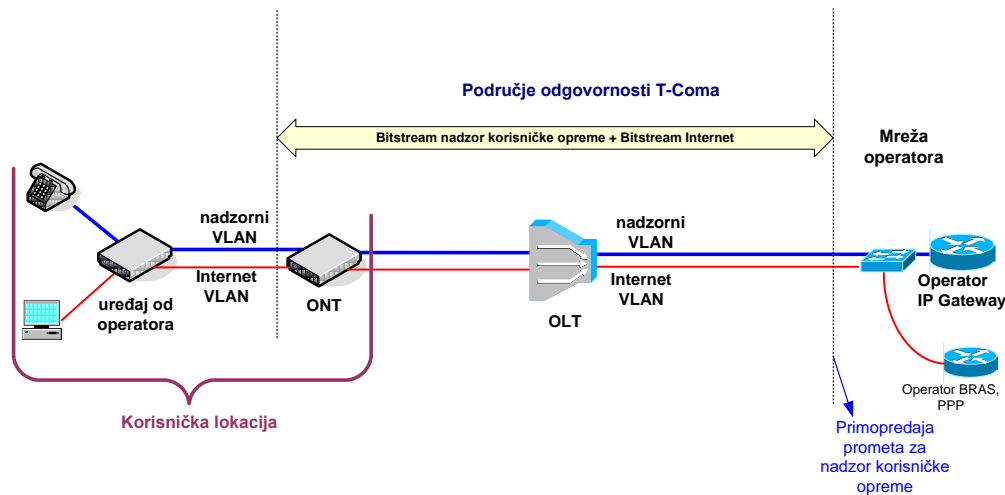 Područje odgovornosti T-Coma
Bitstream nadzor korisničke opreme + Bitstream Internet
Mreža
operatora
nadzorni
VLAN
Internet
VLAN
uređaj od
operatora
ONT
OLT
nadzorni
VLAN
Internet
VLAN
Operator
IP Gateway
Operator BRAS,
PPP
Korisnička lokacija
Primopredaja
prometa za
nadzor korisničke
opreme